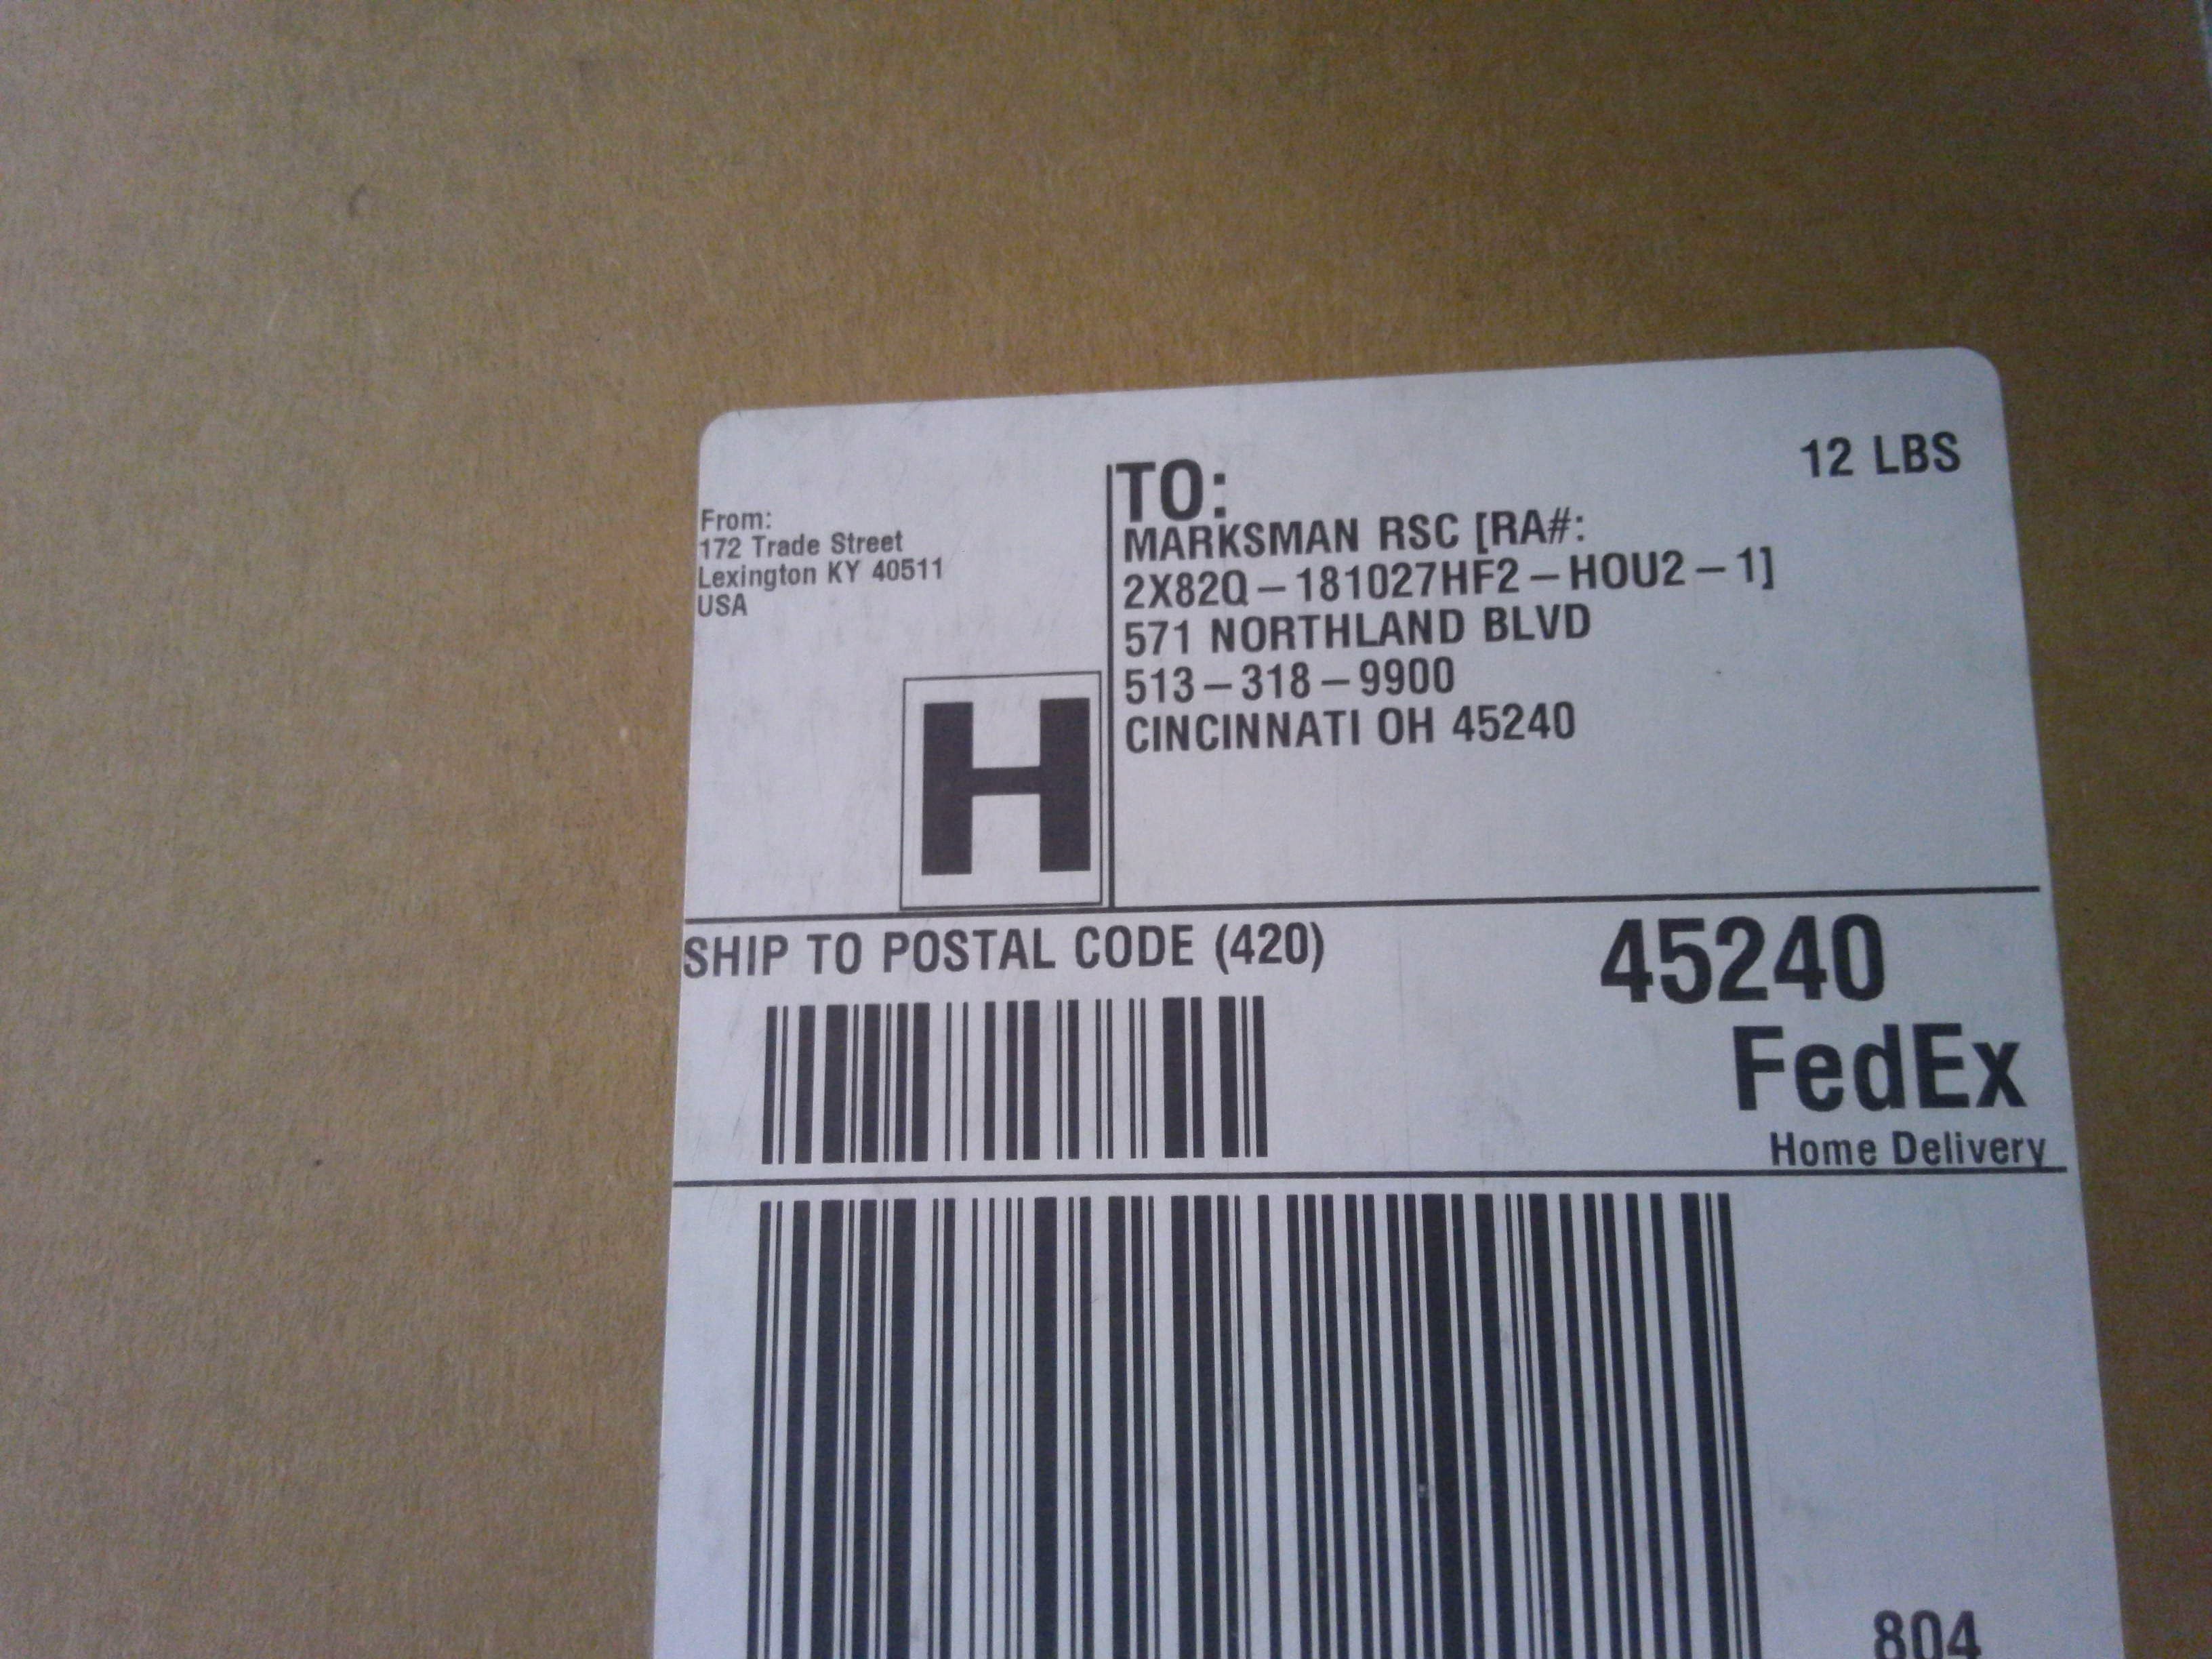 12 LBS
From:
172 Trade Street
Lexington KY 40511
USA
TO:
MARKSMAN RSC [RA#:
2X82Q-181027HF2-HOU2-1]
571 NORTHLAND BLVD
513-318-9900
CINCINNATI OH 45240
H
SHIP TO POSTAL CODE (420)
45240
FedEx
Home Delivery
804